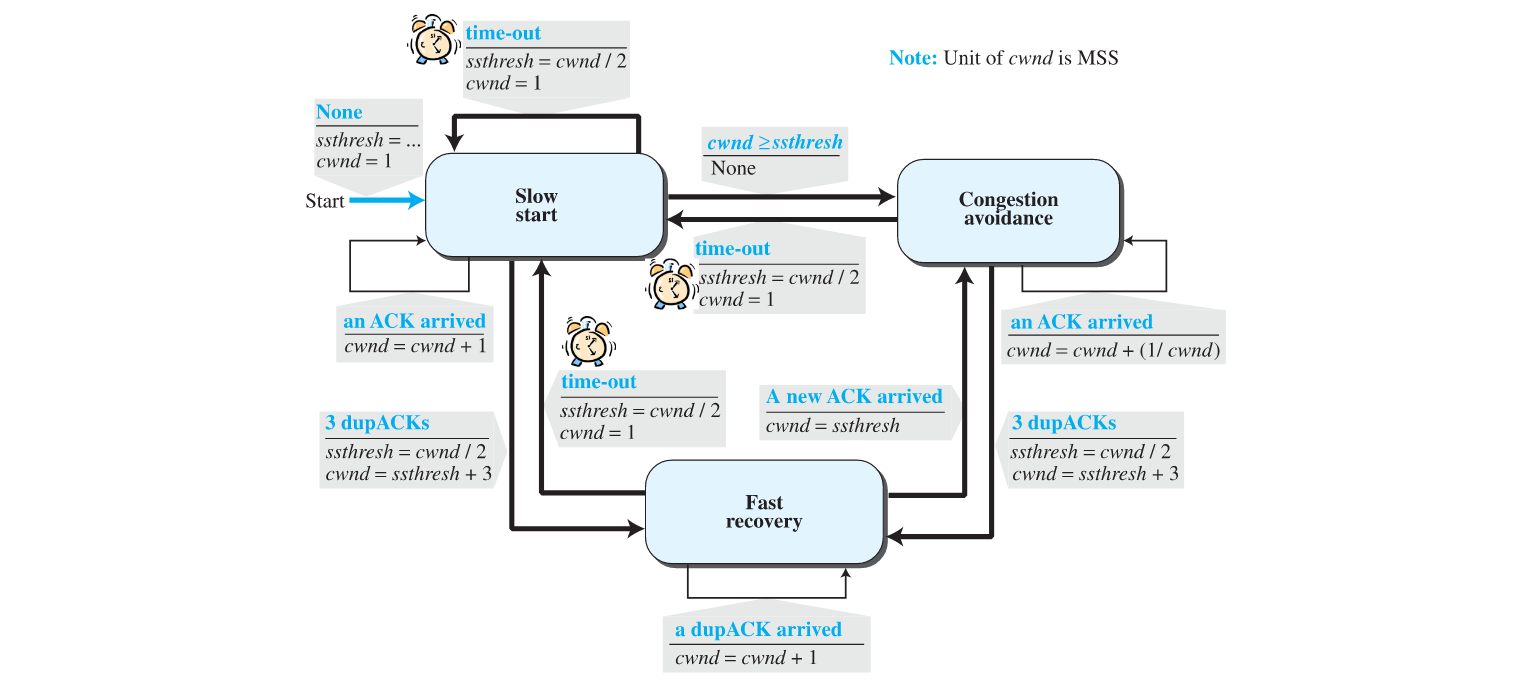 time-out
ssthresh = cwnd / 2
cwnd = 1
Note: Unit of cwnd is MSS
None
ssthresh = ...
cwnd = 1
Start
Slow
start
cwnd ≥ssthresh
None
Congestion
avoidance
time-out
ssthresh = cwnd / 2
cwnd = 1
an ACK arrived
cwnd = cwnd + 1
an ACK arrived
cwnd = cwnd + (1/ cwnd)
time-out
ssthresh = cwnd / 2
cwnd = 1
A new ACK arrived
cwnd = ssthresh
3 dupACKs
ssthresh = cwnd / 2
cwnd = ssthresh + 3
3 dupACKs
ssthresh = cwnd / 2
cwnd = ssthresh + 3
Fast
recovery
a dupACK arrived
cwnd = cwnd + 1